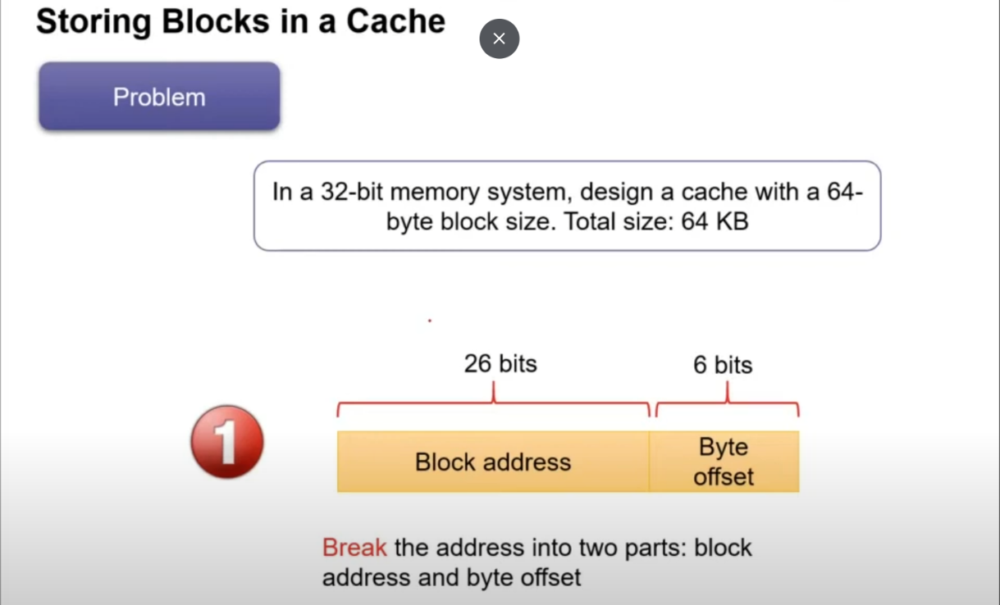 Storing Blocks in a Cache
Problem
In a 32-bit memory system, design a cache with a 64-
byte block size. Total size: 64 KB
26 bits
6 bits
1
Block address
Byte
offset
Break the address into two parts: block
address and byte offset